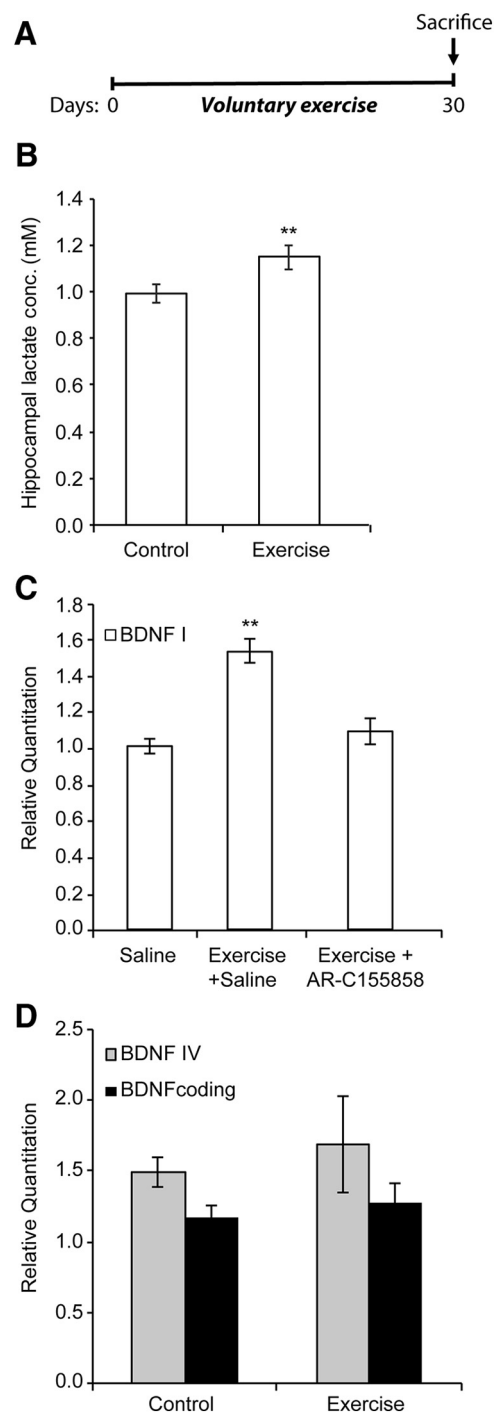 A
Sacrifice
Days: 0 Voluntary exercise 30
B
Hippocampal lactate conc. (mM)
1.4
1.2
1.0
0.8
0.6
0.4
0.2
0.0
**
Control Exercise
C
Relative Quantitation
1.8
1.6
1.4
1.2
1.0
0.8
0.6
0.4
0.2
0.0
BDNF I
**
Saline Exercise Exercise +
+Saline AR-C155858
D
Relative Quantitation
2.5
2.0
1.5
1.0
0.5
0.0
BDNF IV
BDNFcoding
Control Exercise